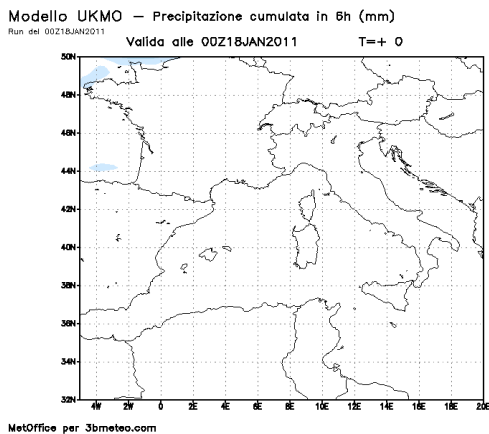 Modello UKMO – Precipitazione cumulata in 6h (mm)
Run del 00Z18JAN2011
Valida alle 00Z18JAN2011 T=+ 0
50N
48N
46N
44N
42N
40N
38N
36N
34N
32N
4W 2W 0 2E 4E 6E 8E 10E 12E 14E 16E 18E 20E
MetOffice per 3bmeteo.com